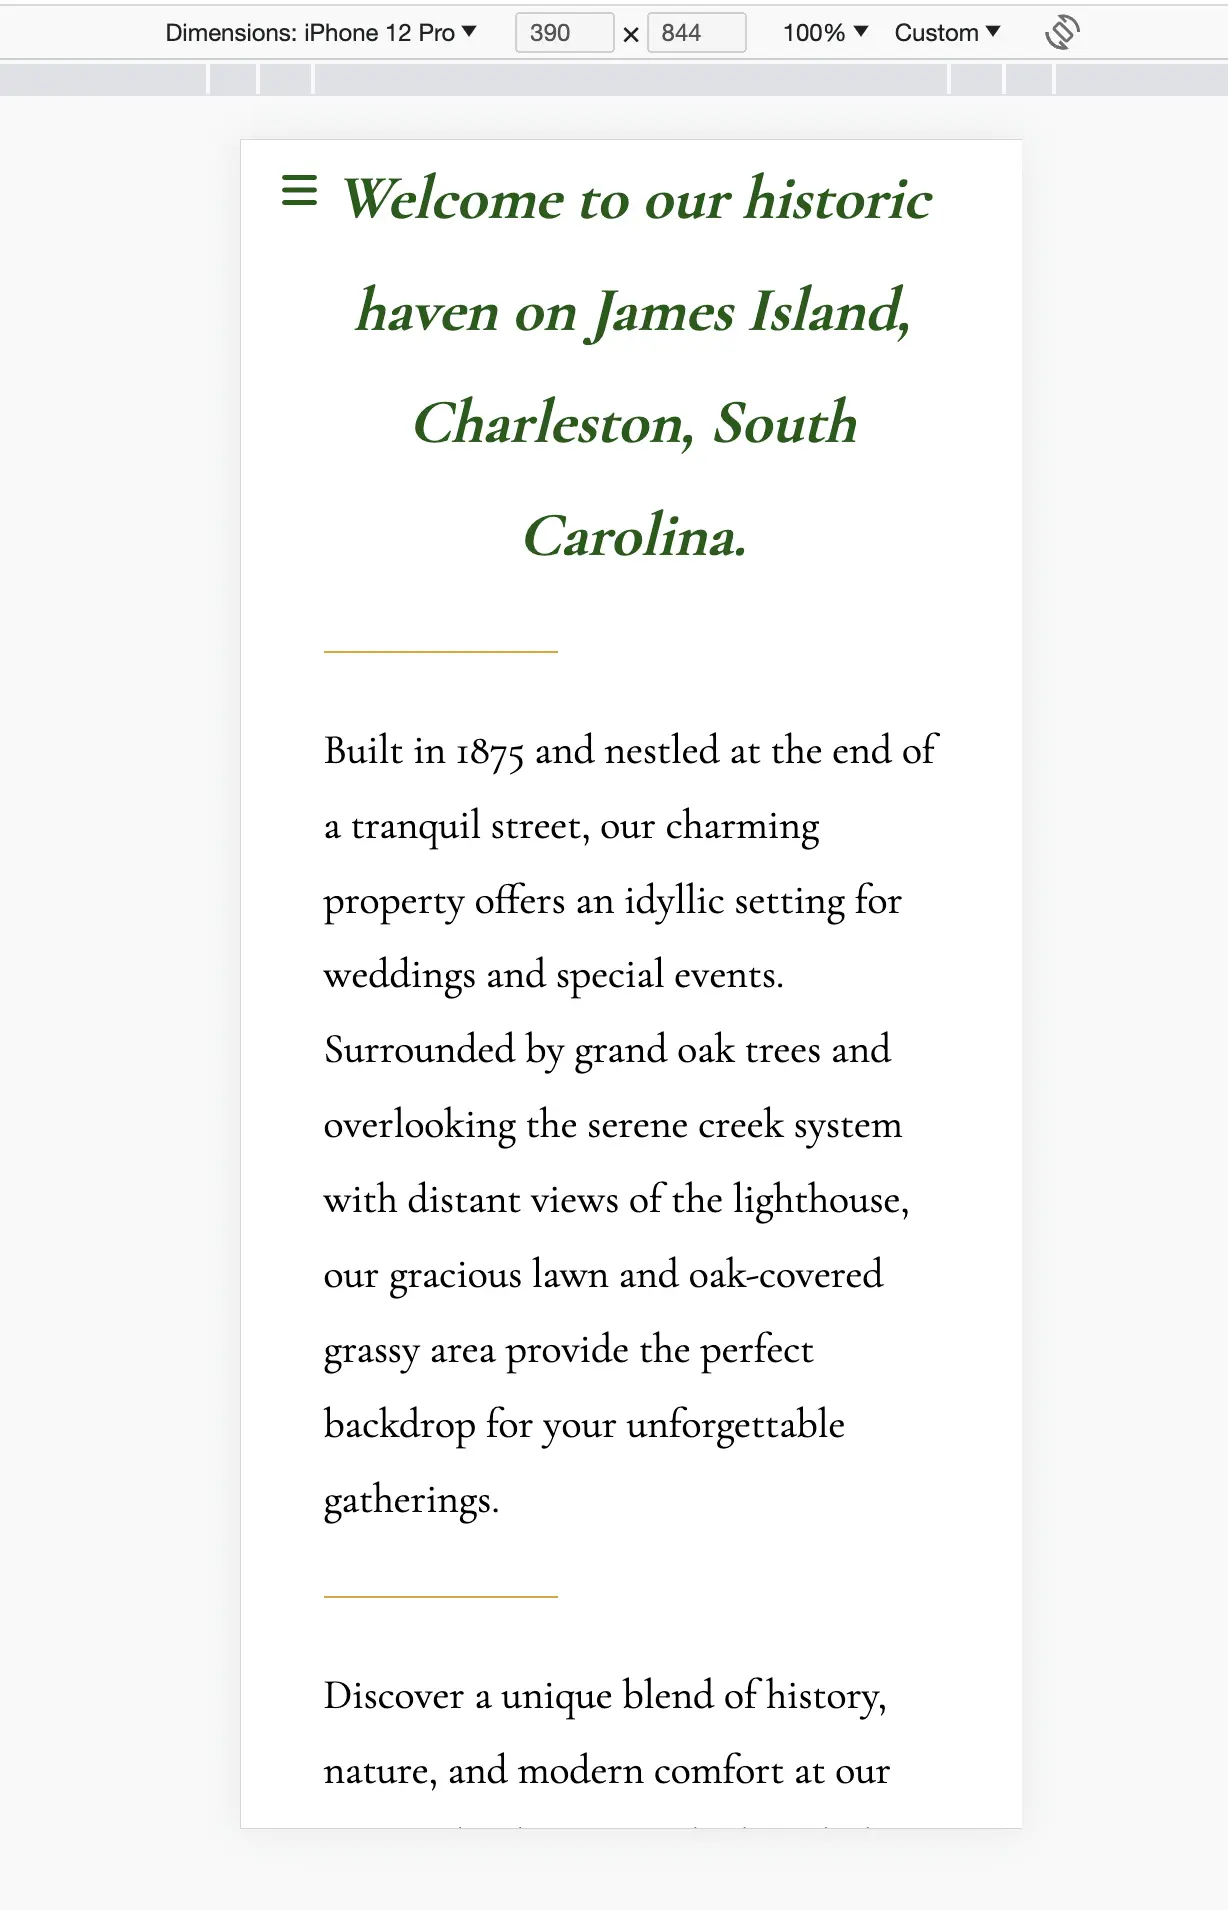 Dimensions: iPhone 12 Pro ▼ 390 × 844 100% ▼ Custom ▼
Welcome to our historic
haven on James Island,
Charleston, South
Carolina.
Built in 1875 and nestled at the end of
a tranquil street, our charming
property offers an idyllic setting for
weddings and special events.
Surrounded by grand oak trees and
overlooking the serene creek system
with distant views of the lighthouse,
our gracious lawn and oak-covered
grassy area provide the perfect
backdrop for your unforgettable
gatherings.
Discover a unique blend of history,
nature, and modern comfort at our